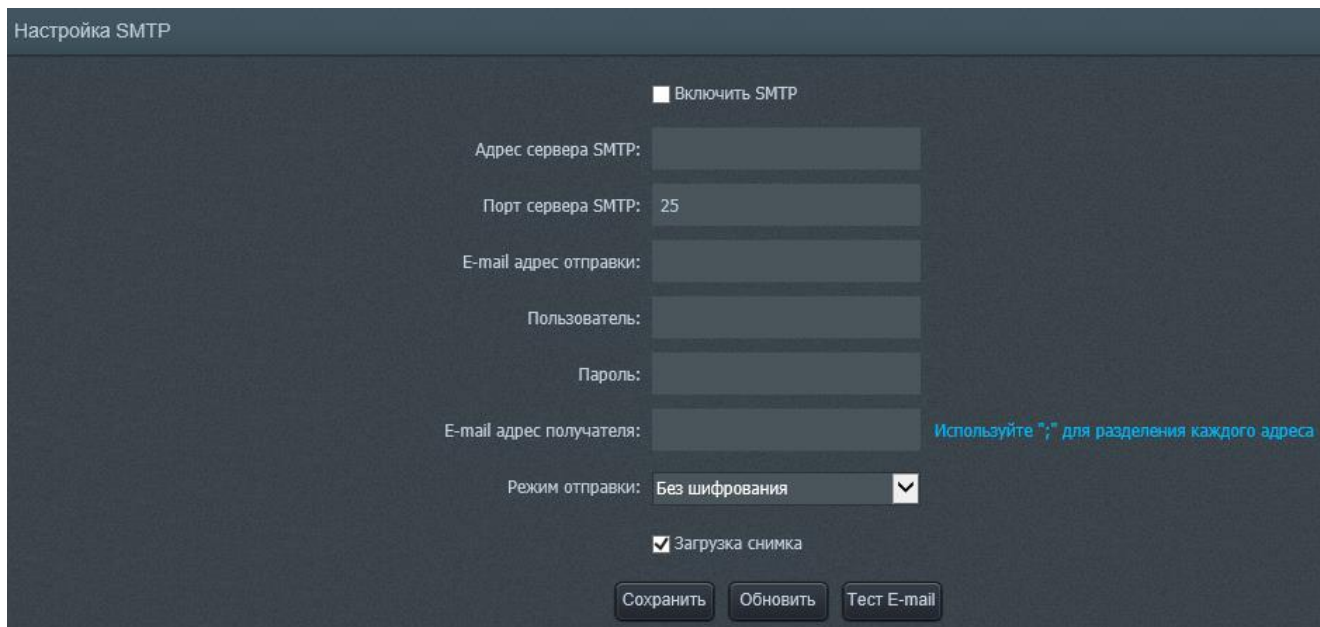 Настройка SMTP
Включить SMTP
Адрес сервера SMTP:
Порт сервера SMTP: 25
E-mail адрес отправки:
Пользователь:
Пароль:
E-mail адрес получателя: Используйте ";" для разделения каждого адреса
Режим отправки: Без шифрования
Загрузка снимка
Сохранить Обновить Тест E-mail